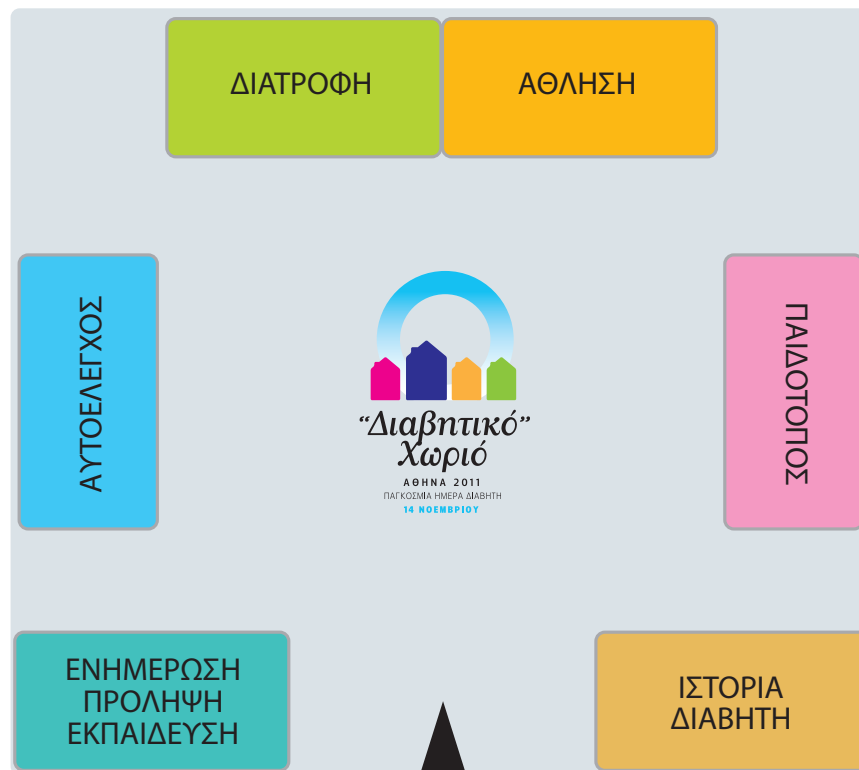 ΔΙΑΤΡΟΦΗ
ΑΘΛΗΣΗ
ΑΥΤΟΕΛΕΓΧΟΣ
ΠΑΙΔΟΤΟΠΟΣ
“Διαβητικό”
Χωριό
ΑΘΗΝΑ 2011
ΠΑΓΚΟΣΜΙΑ ΗΜΕΡΑ ΔΙΑΒΗΤΗ
14 ΝΟΕΜΒΡΙΟΥ
ΕΝΗΜΕΡΩΣΗ
ΠΡΟΛΗΨΗ
ΕΚΠΑΙΔΕΥΣΗ
ΙΣΤΟΡΙΑ
ΔΙΑΒΗΤΗ